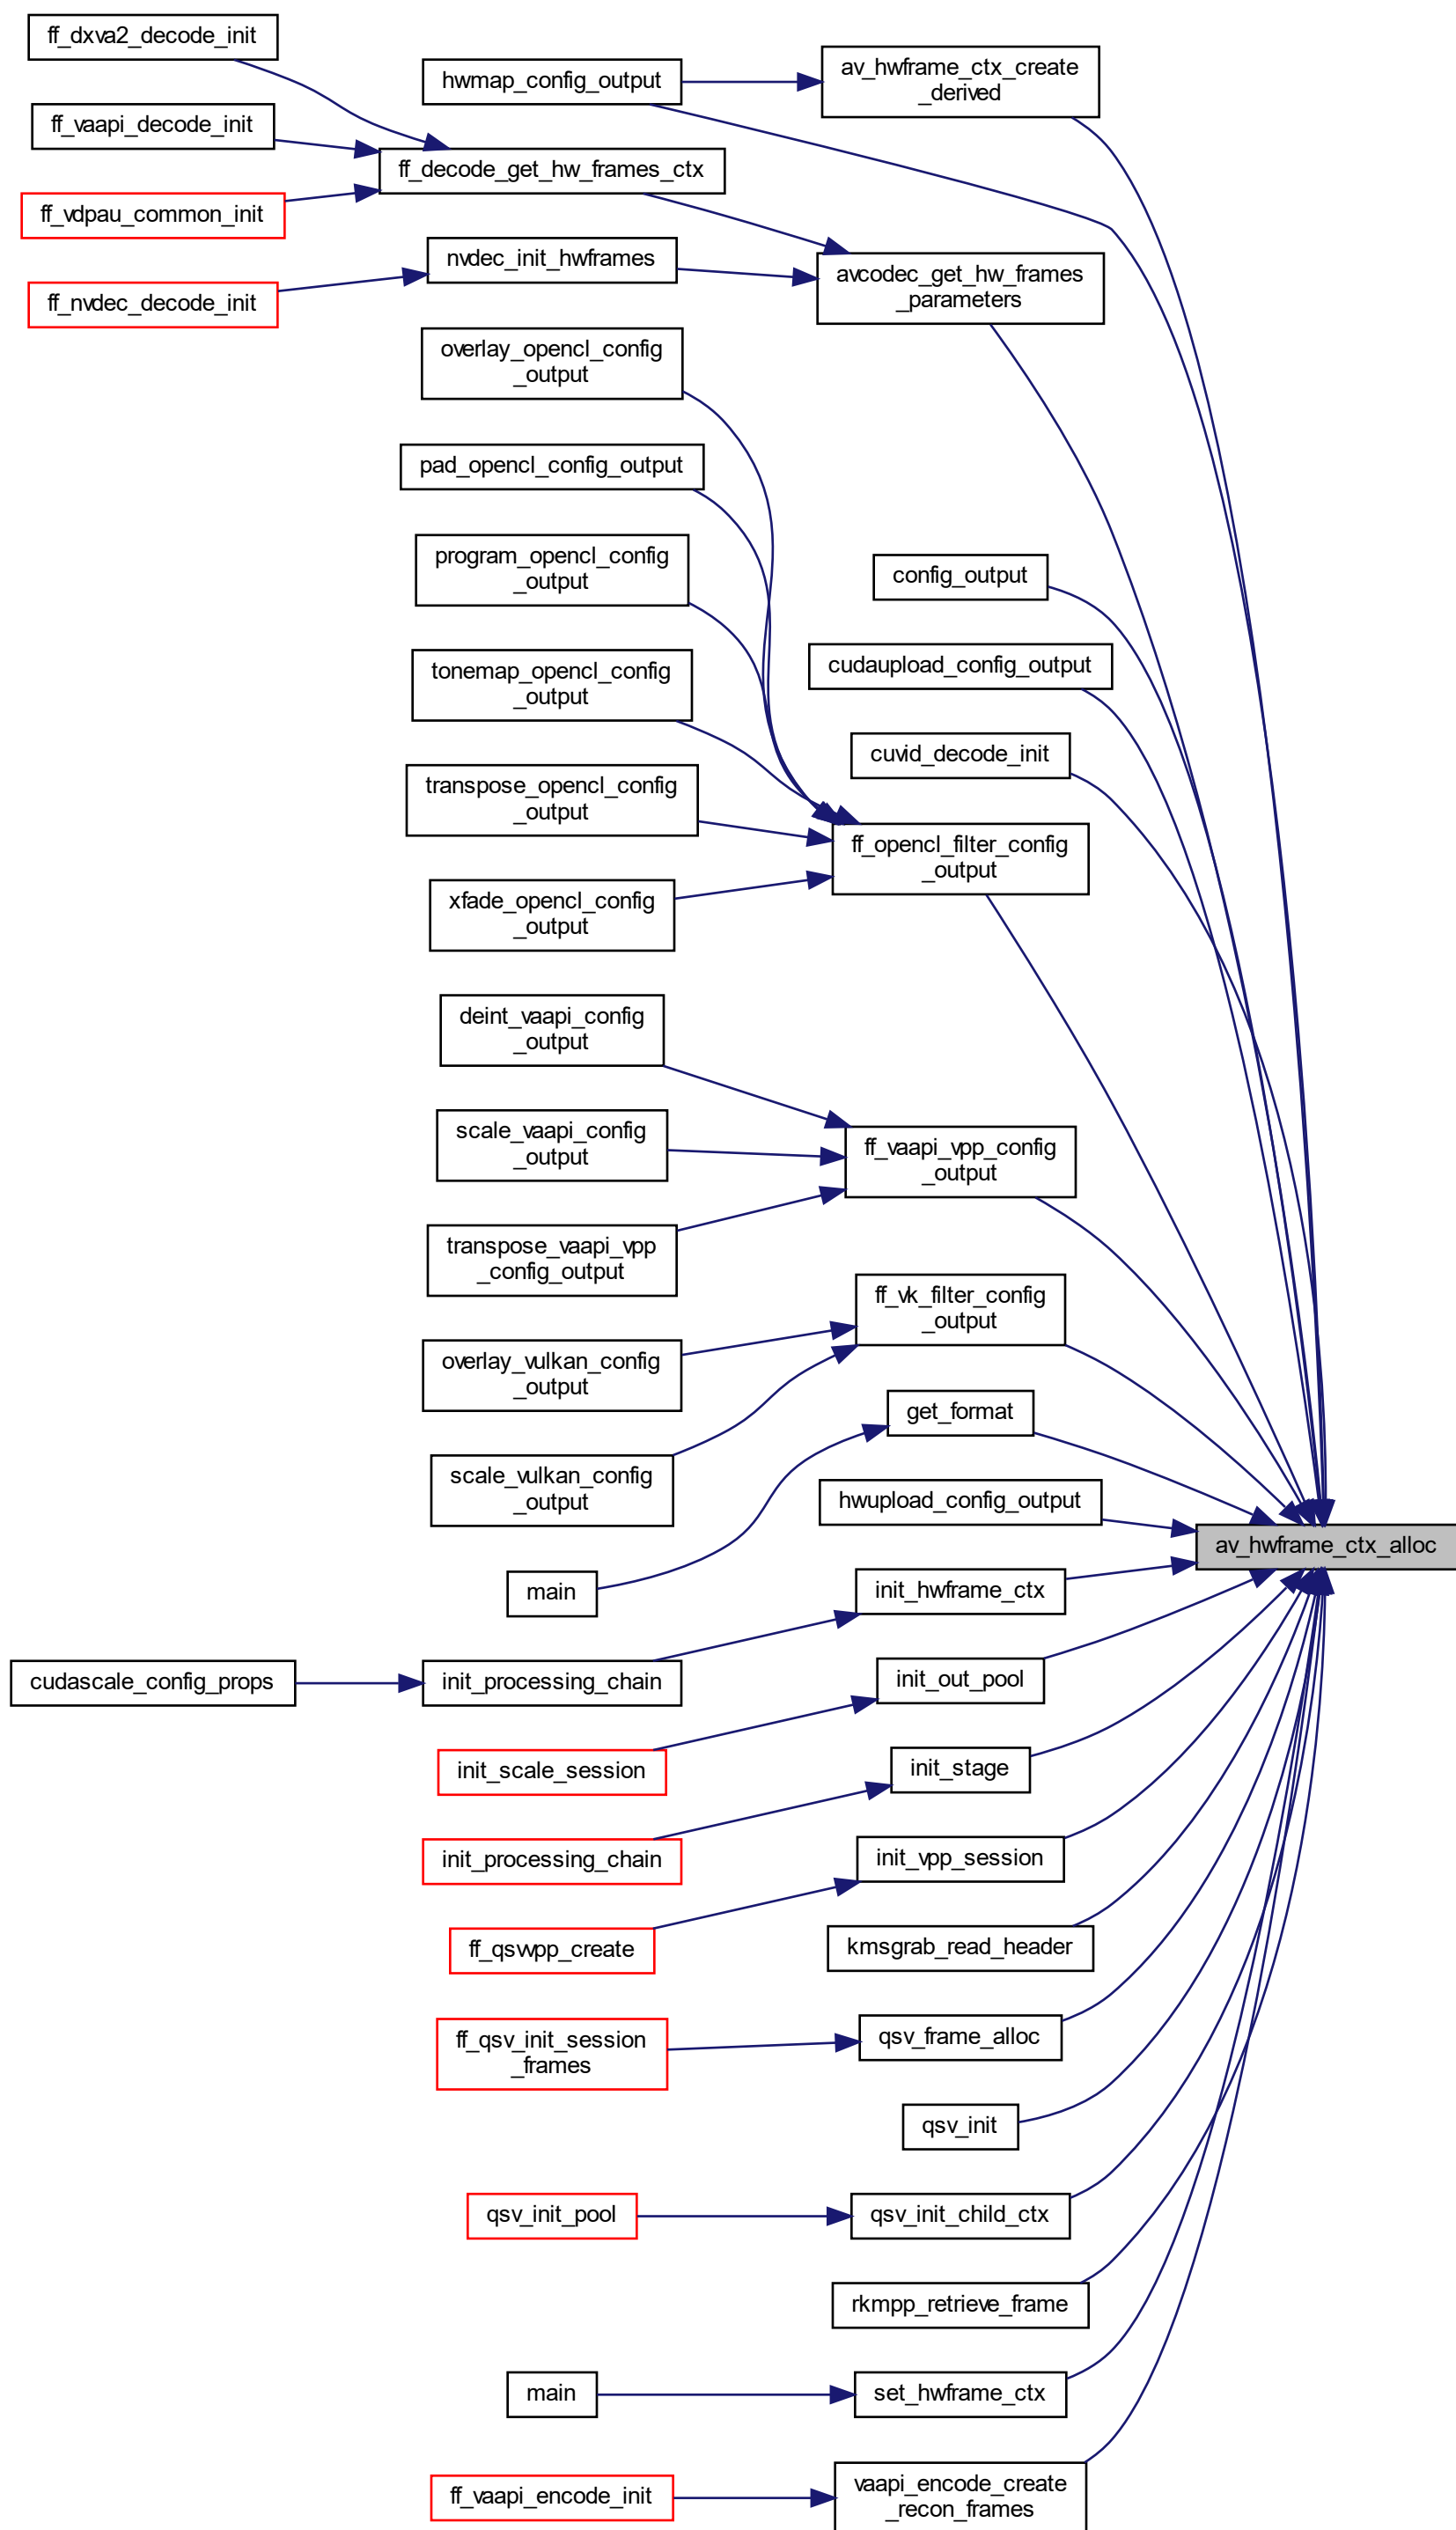 ff_dxva2_decode_init
ff_vaapi_decode_init
ff_vdpau_common_init
ff_nvdec_decode_init
cudascale_config_props
hwmap_config_output
ff_decode_get_hw_frames_ctx
nvdec_init_hwframes
overlay_opencl_config
_output
pad_opencl_config_output
program_opencl_config
_output
tonemap_opencl_config
_output
transpose_opencl_config
_output
xfade_opencl_config
_output
deint_vaapi_config
_output
scale_vaapi_config
_output
transpose_vaapi_vpp
_config_output
overlay_vulkan_config
_output
scale_vulkan_config
_output
main
init_processing_chain
init_scale_session
init_processing_chain
ff_qsvvpp_create
ff_qsv_init_session
_frames
qsv_init_pool
main
ff_vaapi_encode_init
av_hwframe_ctx_create
_derived
avcodec_get_hw_frames
_parameters
config_output
cudaupload_config_output
cuvid_decode_init
ff_opencl_filter_config
_output
ff_vaapi_vpp_config
_output
ff_vk_filter_config
_output
get_format
hwupload_config_output
init_hwframe_ctx
init_out_pool
init_stage
init_vpp_session
kmsgrab_read_header
qsv_frame_alloc
qsv_init
qsv_init_child_ctx
rkmpp_retrieve_frame
set_hwframe_ctx
vaapi_encode_create
_recon_frames
av_hwframe_ctx_alloc